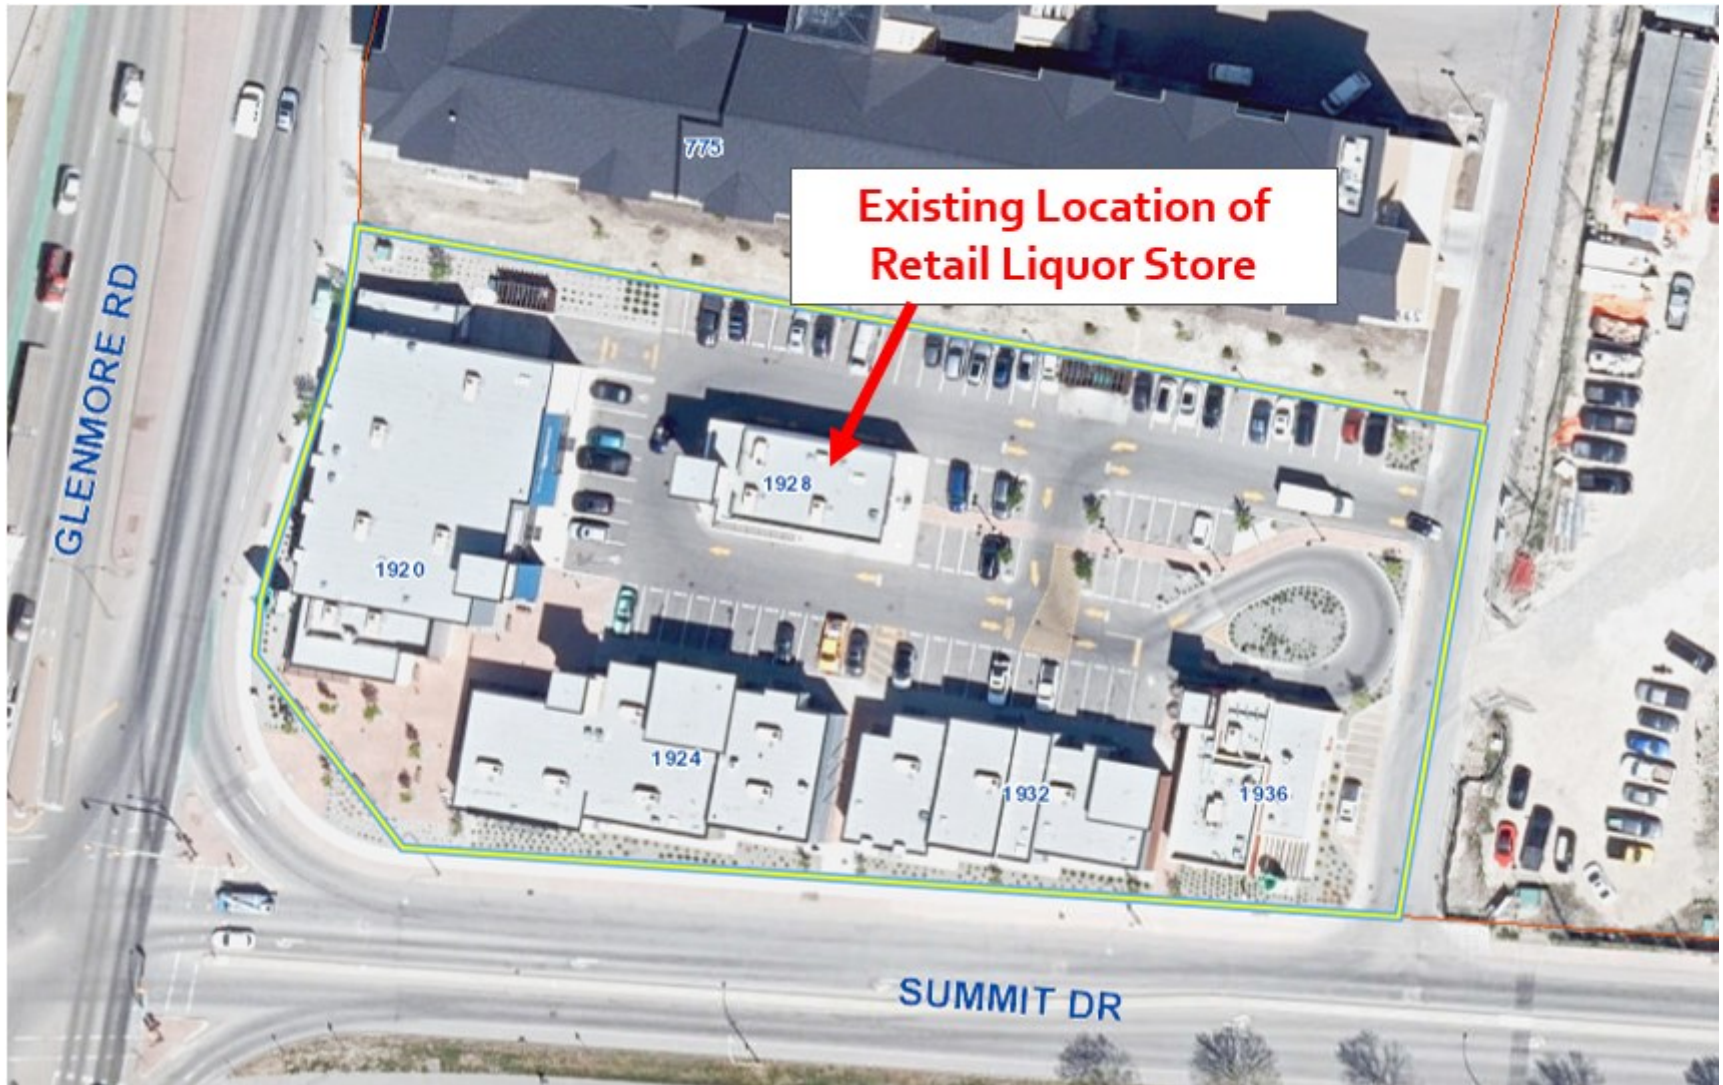 775
Existing Location of
Retail Liquor Store
GLENMORE RD
1928
1920
1924
1932
1936
SUMMIT DR